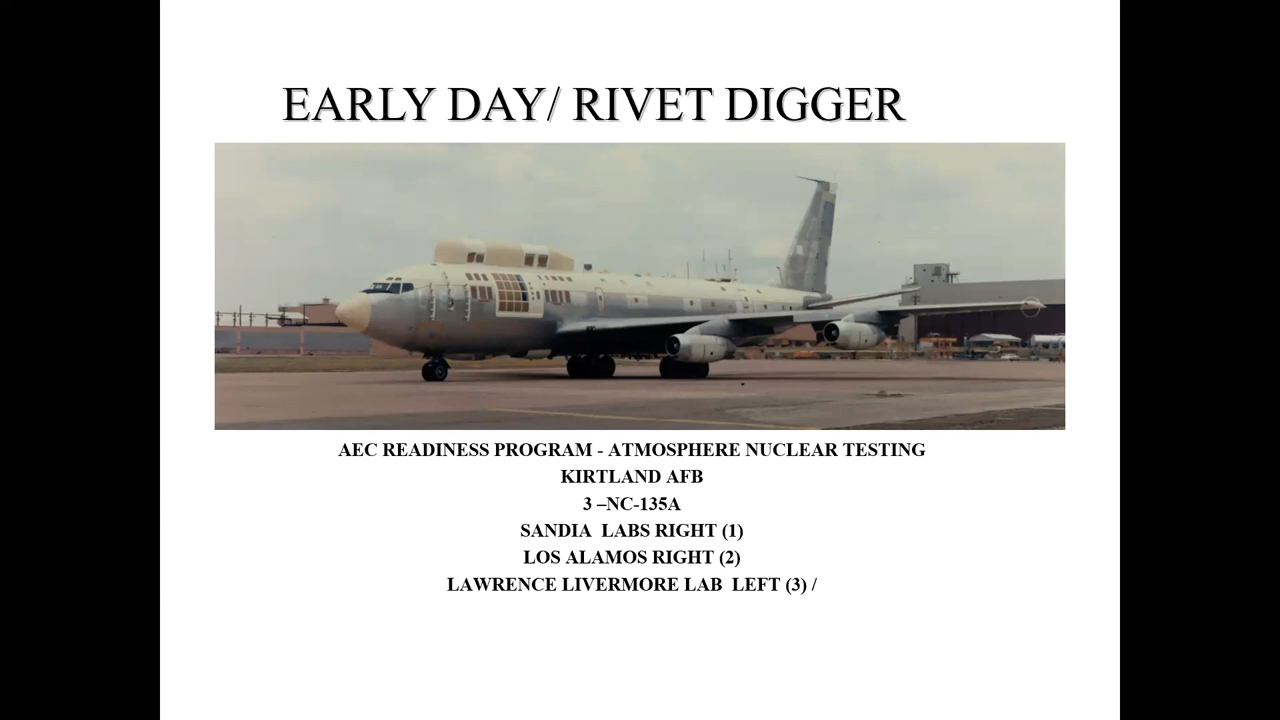 EARLY DAY/ RIVET DIGGER
AEC READINESS PROGRAM - ATMOSPHERE NUCLEAR TESTING
KIRTLAND AFB
3 –NC-135A
SANDIA  LABS RIGHT (1)
LOS ALAMOS RIGHT (2)
LAWRENCE LIVERMORE LAB  LEFT (3) /